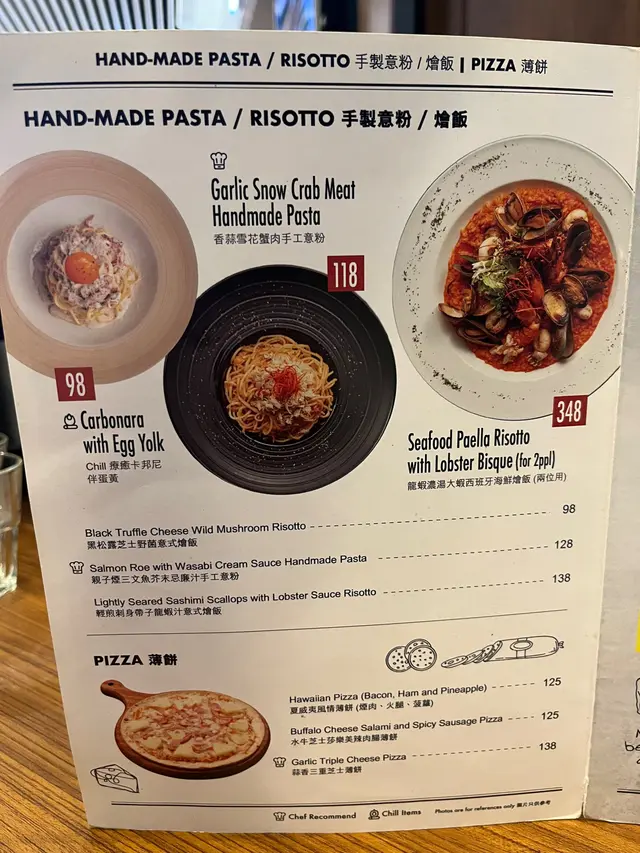 HAND-MADE PASTA / RISOTTO 手製意粉 / 燴飯 | PIZZA 薄餅
HAND-MADE PASTA / RISOTTO 手製意粉 / 燴飯
Garlic Snow Crab Meat
Handmade Pasta
香蒜雪花蟹肉手工意粉
118
98
Carbonara
with Egg Yolk
Chill 療癒卡邦尼
伴蛋黃
348
Seafood Paella Risotto
with Lobster Bisque (for 2ppl)
龍蝦濃湯大蝦西班牙海鮮燴飯 (兩位用)
Black Truffle Cheese Wild Mushroom Risotto 98
黑松露芝士野菌意式燴飯
Salmon Roe with Wasabi Cream Sauce Handmade Pasta 128
親子煙三文魚芥末忌廉汁手工意粉
Lightly Seared Sashimi Scallops with Lobster Sauce Risotto 138
輕煎刺身帶子龍蝦汁意式燴飯
PIZZA 薄餅
Hawaiian Pizza (Bacon, Ham and Pineapple) 125
夏威夷風情薄餅 (煙肉、火腿、菠蘿)
Buffalo Cheese Salami and Spicy Sausage Pizza 125
水牛芝士莎樂美辣肉腸薄餅
Garlic Triple Cheese Pizza 138
蒜香三重芝士薄餅
Chef Recommend
Chill Items
Photos are for references only 圖片只供參考